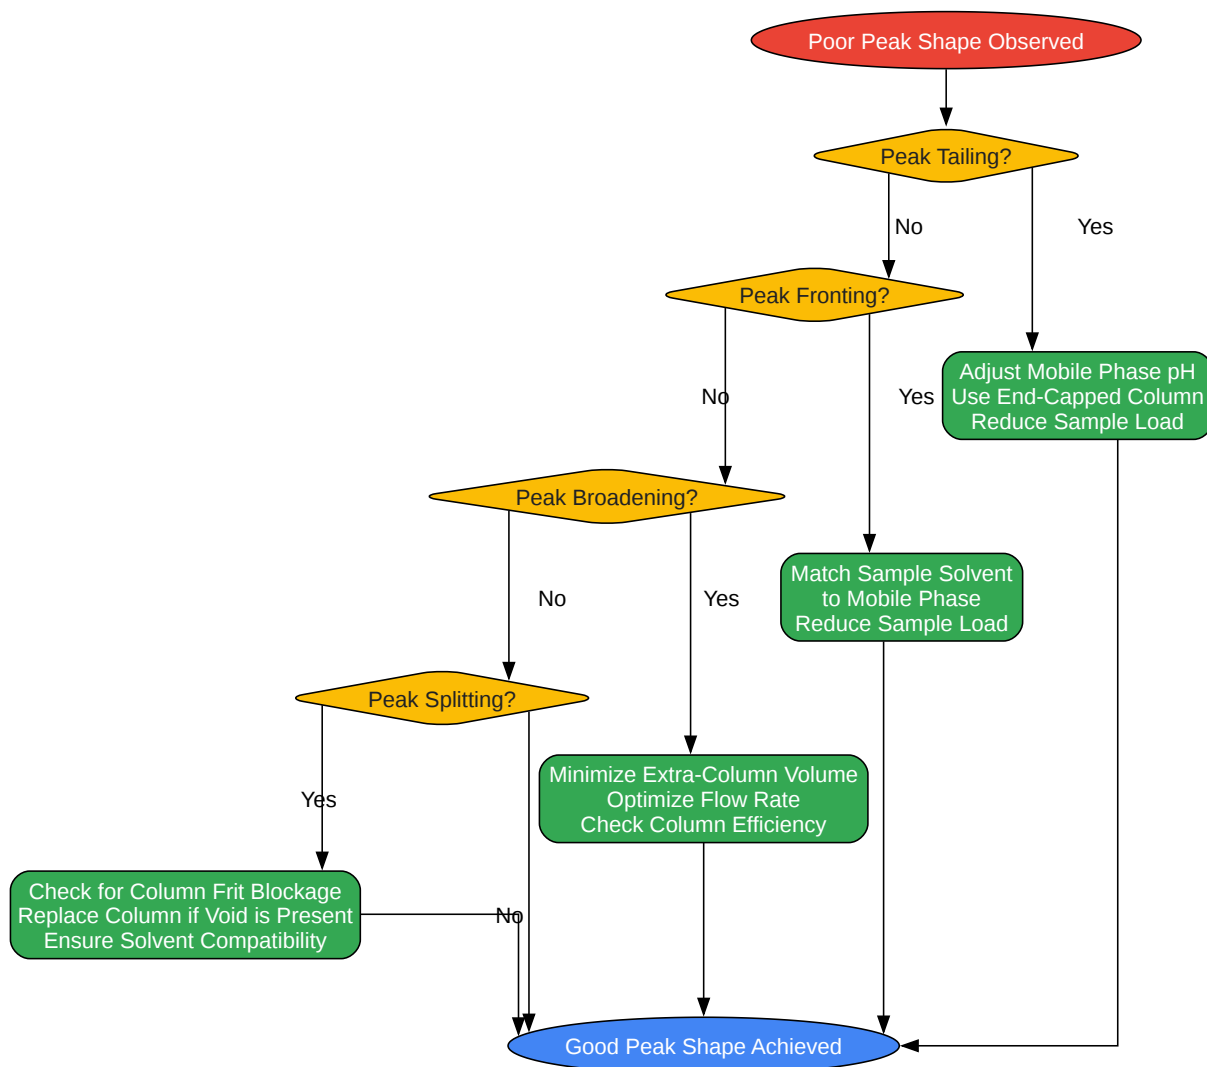 Poor Peak Shape Observed
Peak Tailing?
No
Yes
Peak Fronting?
Adjust Mobile Phase pH
Use End-Capped Column
Reduce Sample Load
No
Yes
Peak Broadening?
Match Sample Solvent
to Mobile Phase
Reduce Sample Load
No
Yes
Peak Splitting?
Minimize Extra-Column Volume
Optimize Flow Rate
Check Column Efficiency
Yes
Check for Column Frit Blockage
Replace Column if Void is Present
Ensure Solvent Compatibility
No
Good Peak Shape Achieved